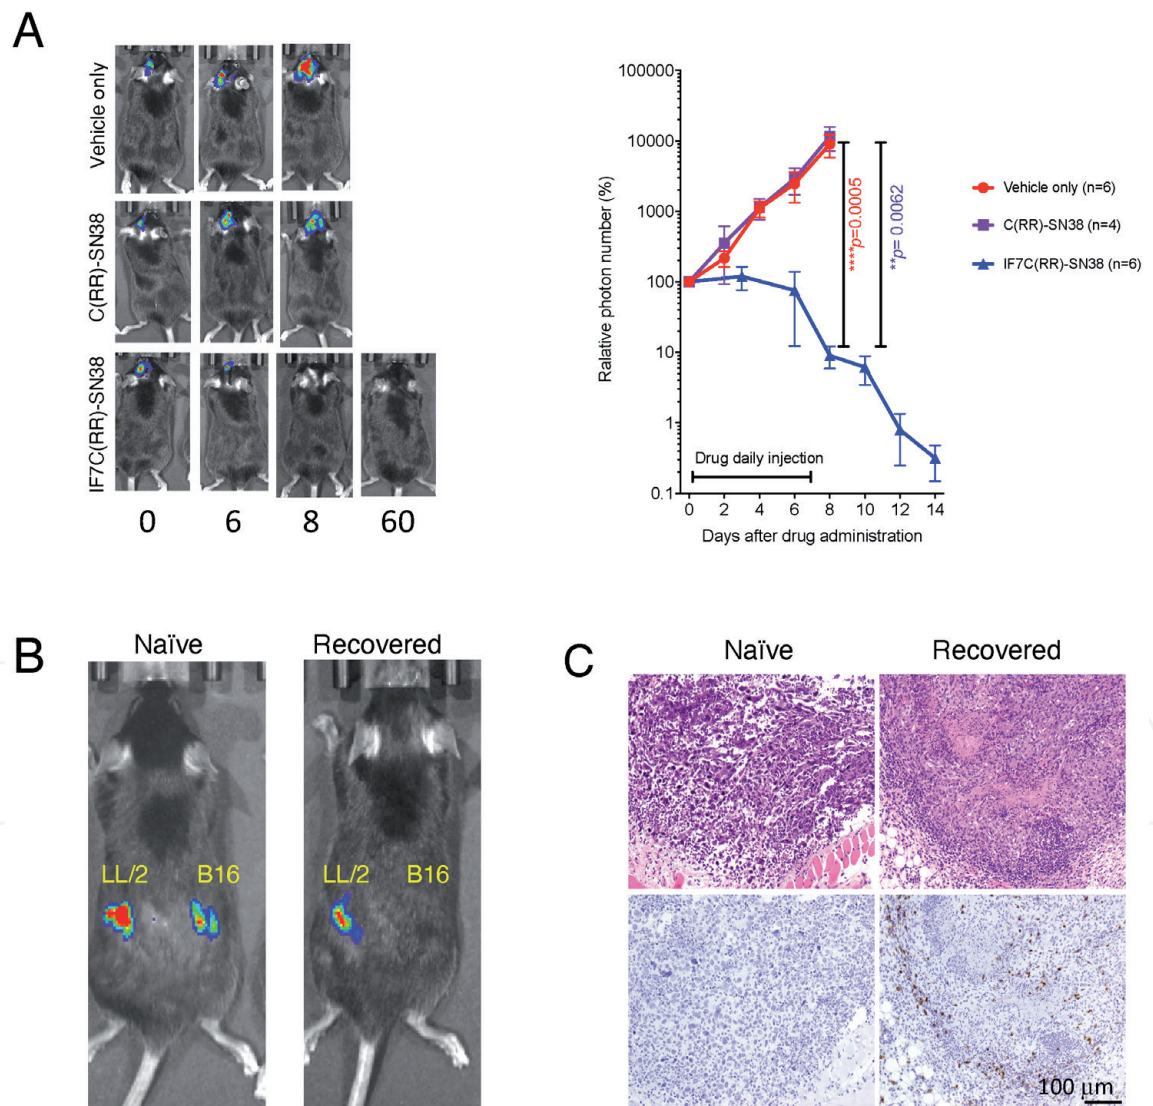 A
Vehicle only
C(RR)-SN38
IF7C(RR)-SN38
0 6 8 60
Ralative photon number (%)
100000
10000
1000
100
10
1
0.1
****p=0.0005
**p= 0.0062
Drug daily injection
0 2 4 6 8 10 12 14
Days after drug administration
Vehicle only (n=6)
C(RR)-SN38 (n=4)
IF7C(RR)-SN38 (n=6)
B
Naïve Recovered
LL/2 B16
LL/2 B16
C
Naïve Recovered
100 μm